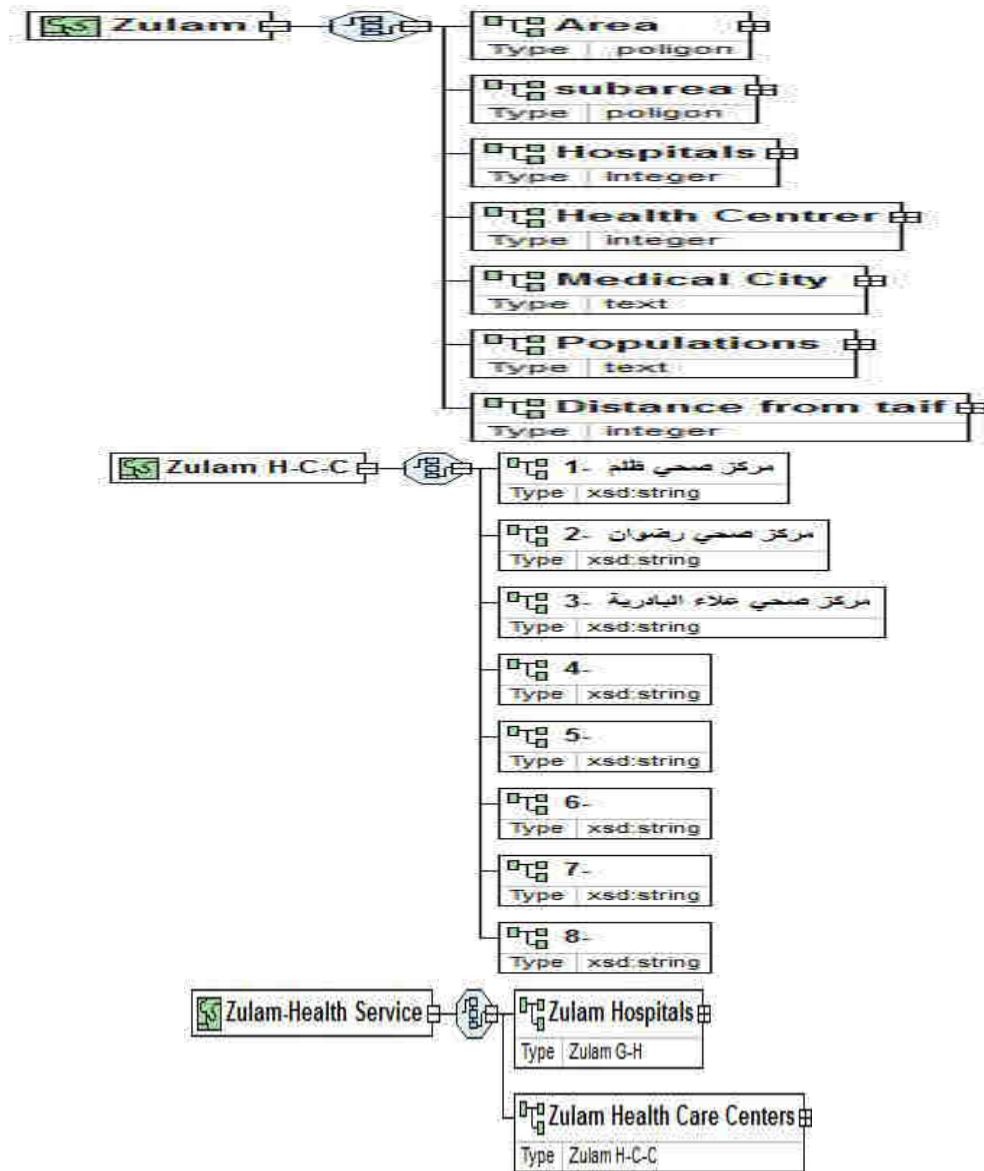 Zulam
Area
Type poligon
subarea
Type poligon
Hospitals
Type Integer
Health Centrer
Type integer
Medical City
Type text
Populations
Type text
Distance from taif
Type integer
Zulam H-C-C
1- مركز صحي ظلم
Type xsd:string
2- مركز صحي رضوان
Type xsd:string
3- مركز صحي علاء البادرية
Type xsd:string
4-
Type xsd:string
5-
Type xsd:string
6-
Type xsd:string
7-
Type xsd:string
8-
Type xsd:string
Zulam-Health Service
Zulam Hospitals
Type Zulam G-H
Zulam Health Care Centers
Type Zulam H-C-C